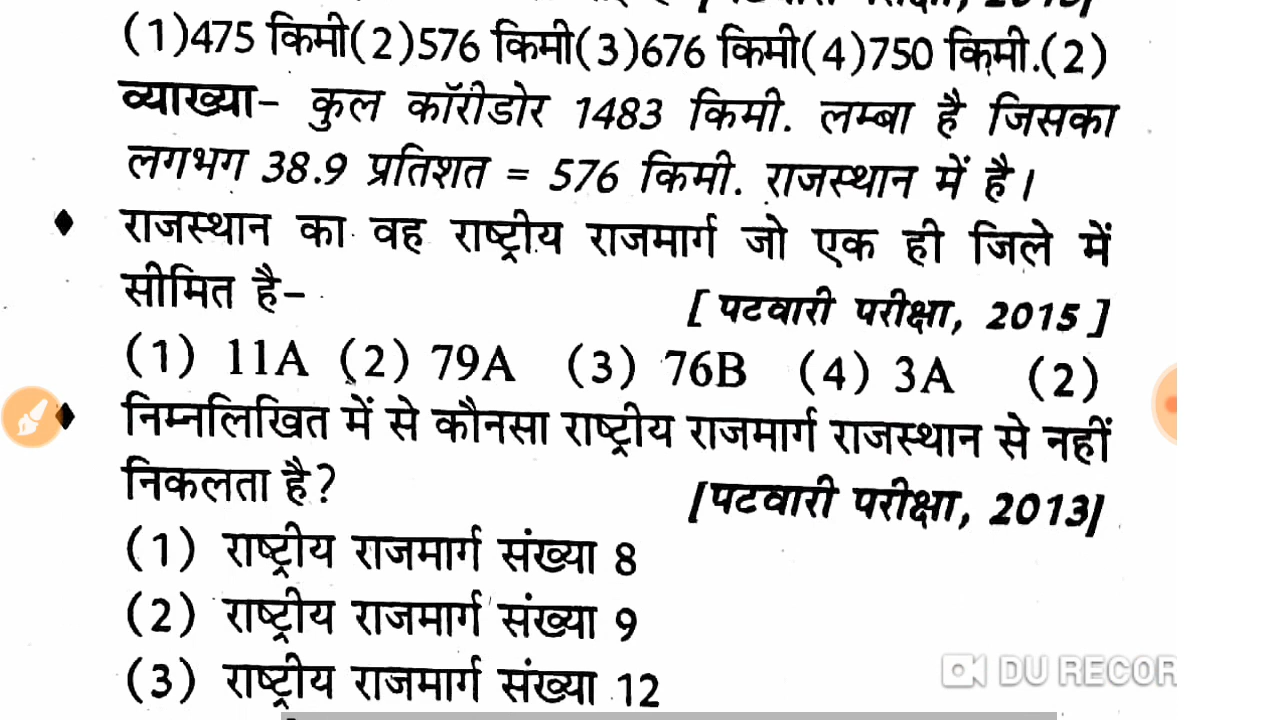 (1)475 किमी(2)576 किमी(3)676 किमी(4)750 किमी.(2)
व्याख्या– कुल कॉरीडोर 1483 किमी. लम्बा है जिसका
लगभग 38.9 प्रतिशत = 576 किमी. राजस्थान में है।
♦ राजस्थान का वह राष्ट्रीय राजमार्ग जो एक ही जिले में
सीमित है–
[पटवारी परीक्षा, 2015]
(1) 11A (2) 79A (3) 76B (4) 3A (2)
♦ निम्नलिखित में से कौनसा राष्ट्रीय राजमार्ग राजस्थान से नहीं
निकलता है?
[पटवारी परीक्षा, 2013]
(1) राष्ट्रीय राजमार्ग संख्या 8
(2) राष्ट्रीय राजमार्ग संख्या 9
(3) राष्ट्रीय राजमार्ग संख्या 12
DU RECOR